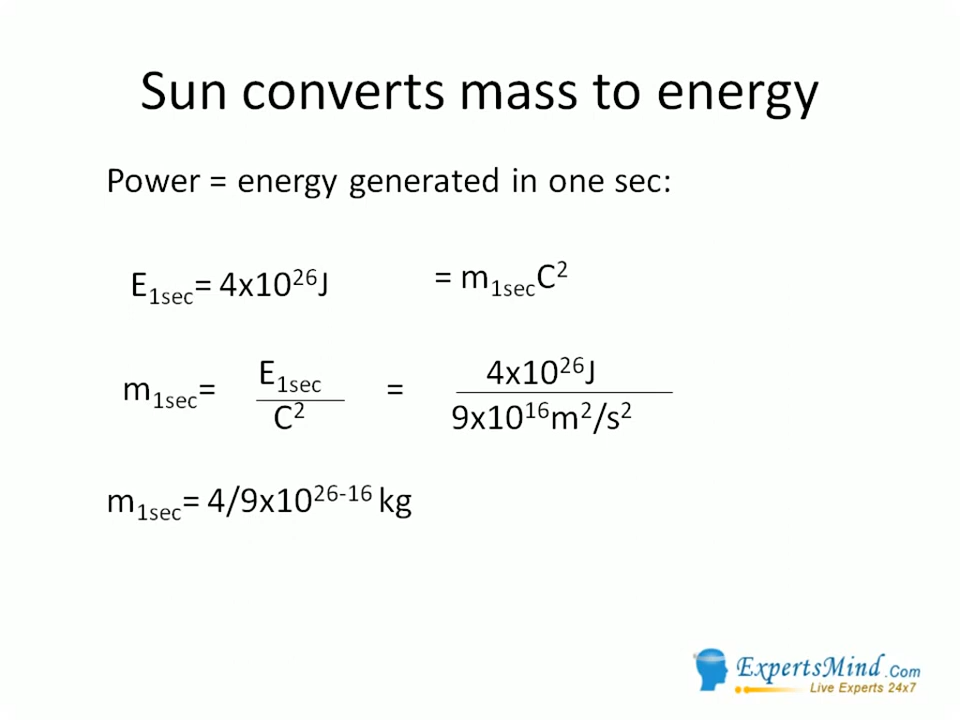 Sun converts mass to energy
Power = energy generated in one sec:
E₁sec= 4x10²⁶J = m₁secC²
m₁sec= E₁sec/C² = 4x10²⁶J/9x10¹⁶m²/s²
m₁sec= 4/9x10²⁶⁻¹⁶ kg
ExpertsMind.Com
Live Experts 24x7